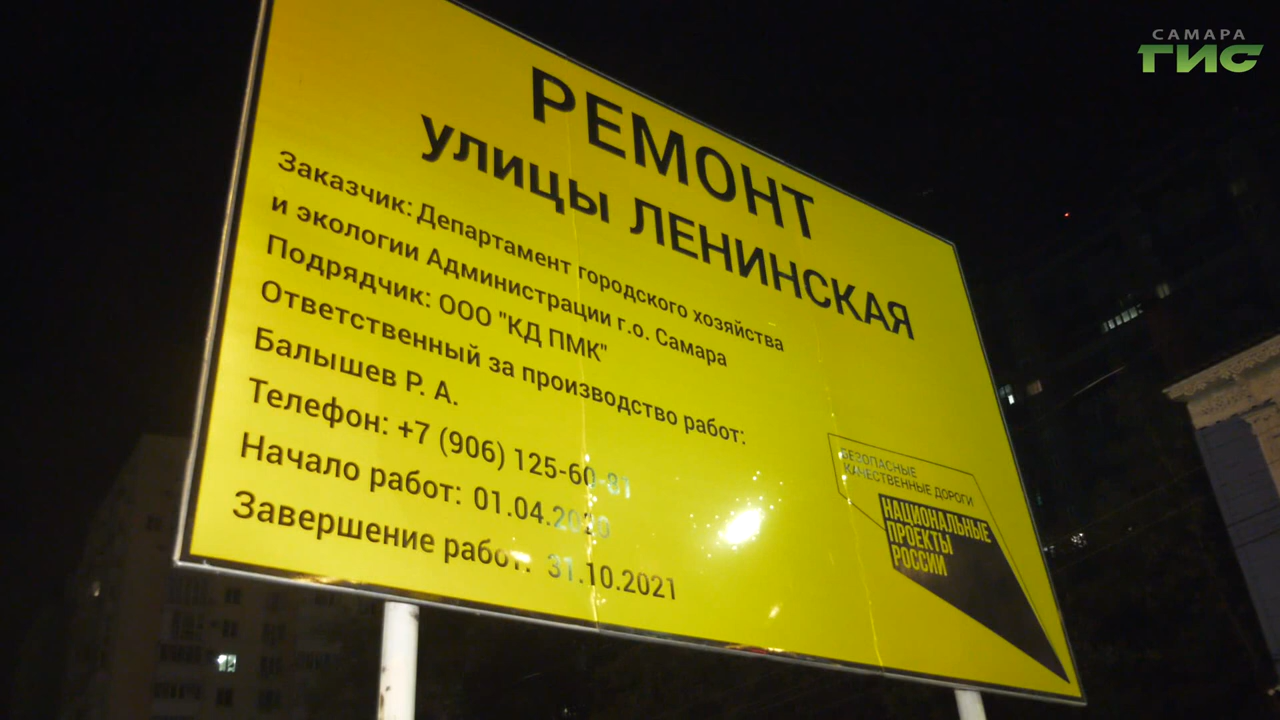 САМАРА
ГИС
РЕМОНТ
улицы ЛЕНИНСКАЯ
Заказчик: Департамент городского хозяйства
и экологии Администрации г.о. Самара
Подрядчик: ООО "КД ПМК"
Ответственный за производство работ:
Балышев Р. А.
Телефон: +7 (906) 125-60-81
Начало работ: 01.04.2020
Завершение работ: 31.10.2021
БЕЗОПАСНЫЕ
КАЧЕСТВЕННЫЕ ДОРОГИ
НАЦИОНАЛЬНЫЕ
ПРОЕКТЫ
РОССИИ